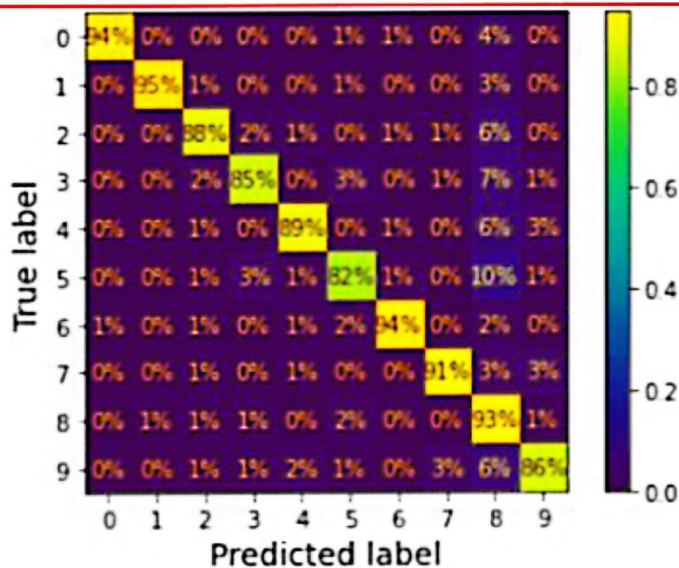 0 94% 0% 0% 0% 0% 1% 1% 0% 4% 0%
1 0% 95% 1% 0% 0% 1% 0% 0% 3% 0%
2 0% 0% 88% 2% 1% 0% 1% 1% 6% 0%
3 0% 0% 2% 85% 0% 3% 0% 1% 7% 1%
4 0% 0% 1% 0% 89% 0% 1% 0% 6% 3%
5 0% 0% 1% 3% 1% 82% 1% 0% 10% 1%
6 1% 0% 1% 0% 1% 2% 94% 0% 2% 0%
7 0% 0% 1% 0% 1% 0% 0% 91% 3% 3%
8 0% 1% 1% 1% 0% 2% 0% 0% 93% 1%
9 0% 0% 1% 1% 2% 1% 0% 3% 6% 86%
0 1 2 3 4 5 6 7 8 9
Predicted label
True label
0.8
0.6
0.4
0.2
0.0